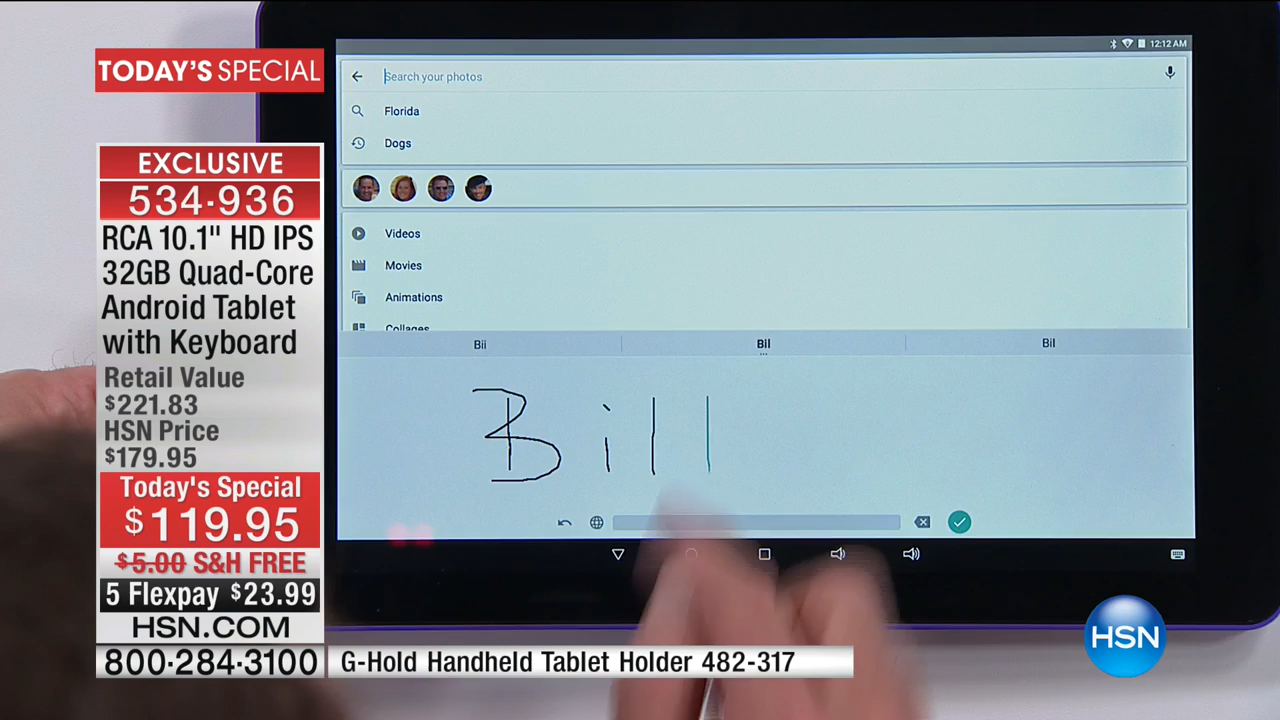 TODAY'S SPECIAL
EXCLUSIVE
534-936
RCA 10.1" HD IPS
32GB Quad-Core
Android Tablet
with Keyboard
Retail Value
$221.83
HSN Price
$179.95
Today's Special
$119.95
$5.00 S&H FREE
5 Flexpay $23.99
HSN.COM
800-284-3100
G-Hold Handheld Tablet Holder 482-317
12:12 AM
Search your photos
Florida
Dogs
Videos
Movies
Animations
Collages
Bii Bil Bil
Bill
HSN